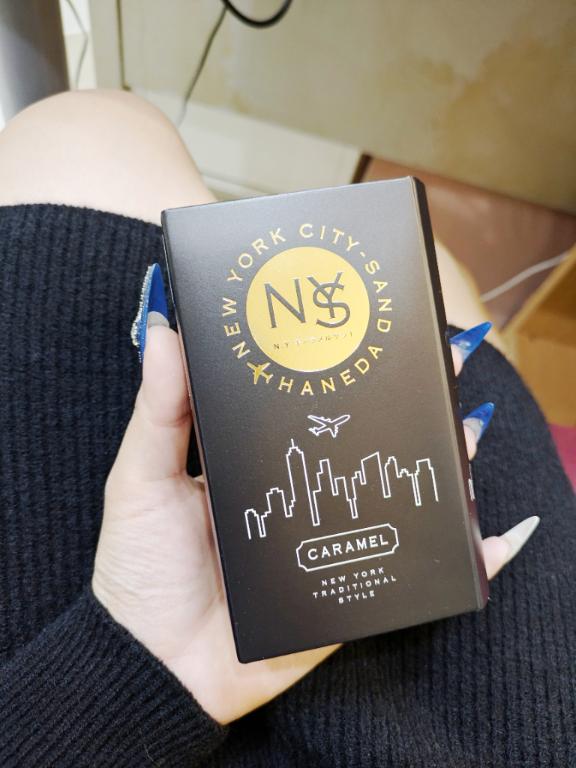 NEW YORK CITY-SAND
NYS
HANEDA
CARAMEL
NEW YORK
TRADITIONAL
STYLE